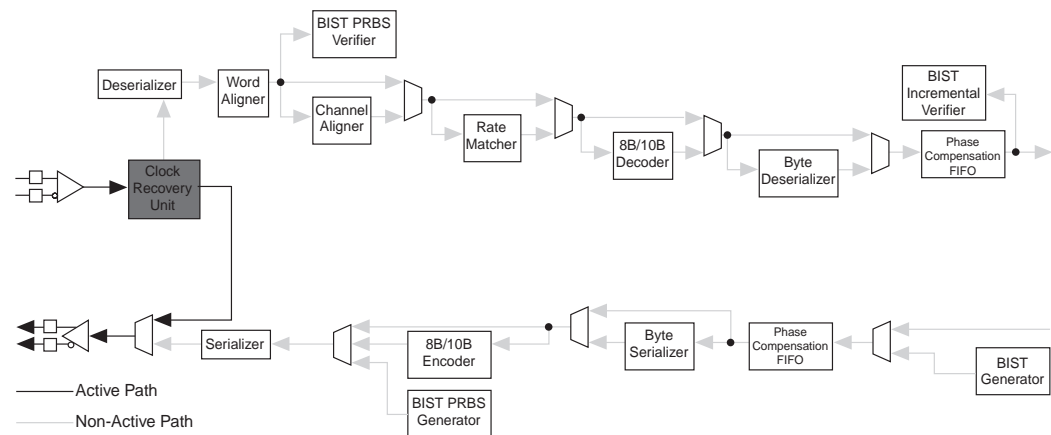 BIST PRBS
Verifier
Deserializer
Word
Aligner
Channel
Aligner
Rate
Matcher
8B/10B
Decoder
Byte
Deserializer
BIST
Incremental
Verifier
Phase
Compensation
FIFO
Clock
Recovery
Unit
Serializer
8B/10B
Encoder
BIST PRBS
Generator
Byte
Serializer
Phase
Compensation
FIFO
BIST
Generator
Active Path
Non-Active Path